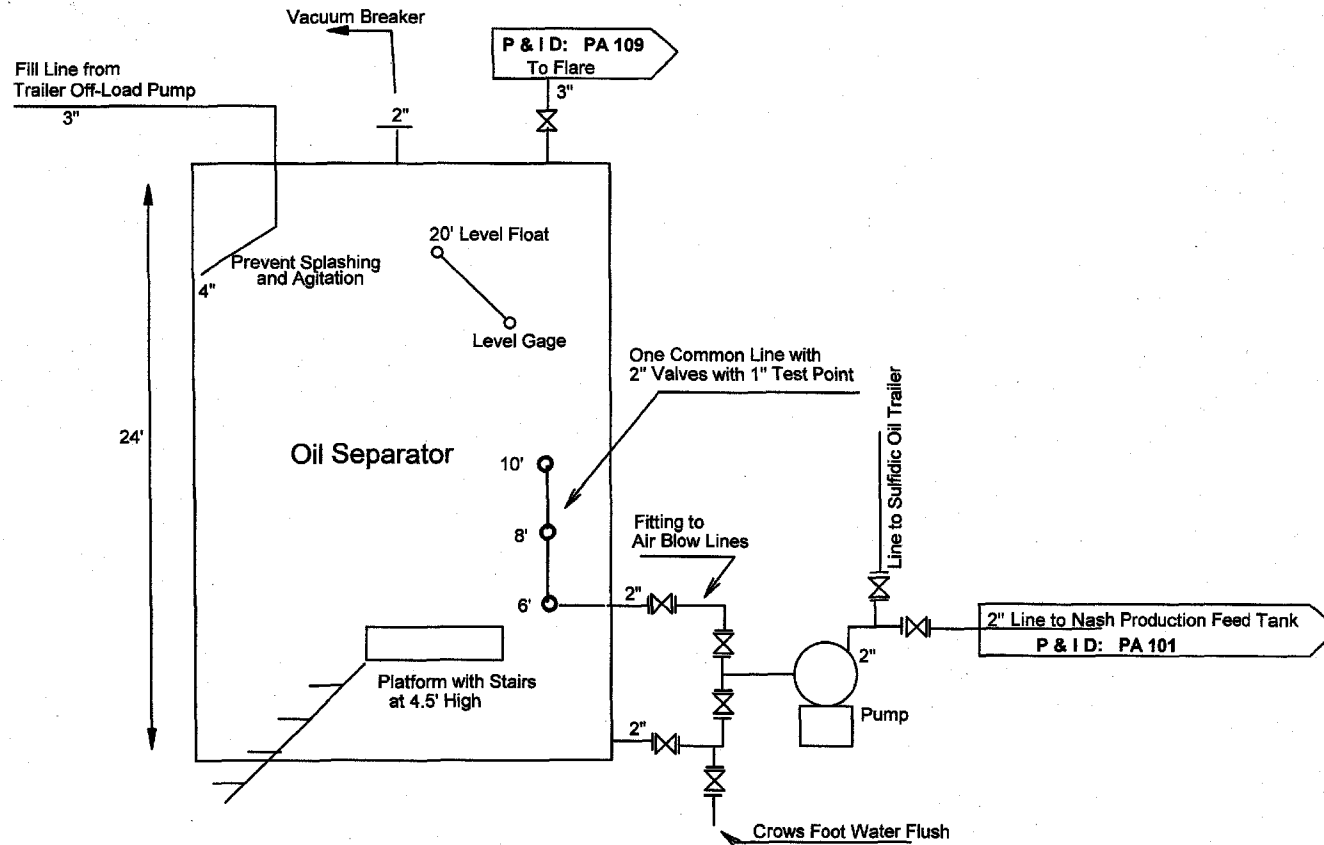 Vacuum Breaker
P & I D: PA 109
To Flare
Fill Line from
Trailer Off-Load Pump
3"
2"
3"
20' Level Float
Prevent Splashing
and Agitation
4"
Level Gage
One Common Line with
2" Valves with 1" Test Point
24'
Oil Separator
10'
8'
6'
Fitting to
Air Blow Lines
Line to Sulfidic Oil Trailer
2"
2" Line to Nash Production Feed Tank
P & I D: PA 101
2"
Platform with Stairs
at 4.5' High
Pump
2"
Crows Foot Water Flush